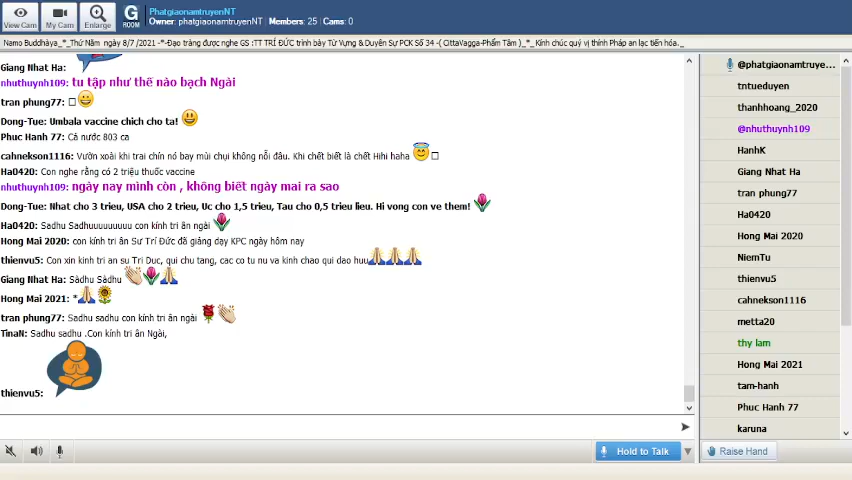 View Cam
My Cam
Enlarge
G
ROOM
PhatgiaonamtruyenNT
Owner: phatgiaonamtruyenNT | Members: 25 | Cams: 0
Namo Buddhàya_*_Thứ Năm ngày 8/7 /2021 -*-Đạo tràng được nghe GS :TT TRÍ ĐỨC trình bày Từ Vựng & Duyên Sự PCK Số 34 -( CittaVagga-Phẩm Tâm )_*_ Kính chúc quý vị thính Pháp an lạc tiến hóa._
Giang Nhat Ha:
nhuthuynh109: tu tập như thế nào bạch Ngài
tran phung77:
Dong-Tue: Umbala vaccine chich cho ta!
Phuc Hanh 77: Cả nước 803 ca
cahnekson1116: Vườn xoài khi trai chín nó bay mùi chụi không nỗi đâu. Khi chết biết là chết Hihi haha
Ha0420: Con nghe rằng có 2 triệu thuốc vaccine
nhuthuynh109: ngày nay mình còn , không biết ngày mai ra sao
Dong-Tue: Nhat cho 3 trieu, USA cho 2 trieu, Uc cho 1,5 trieu, Tau cho 0,5 trieu lieu. Hi vong con ve them!
Ha0420: Sadhu Sadhuuuuuuuu con kính tri ân ngài
Hong Mai 2020: con kính tri ân Sư Trí Đức đã giảng dạy KPC ngày hôm nay
thienvu5: Con xin kinh tri an su Tri Duc, qui chu tang, cac co tu nu va kinh chao qui dao huu
Giang Nhat Ha: Sàdhu Sàdhu
Hong Mai 2021: *
tran phung77: Sadhu sadhu con kính tri ân ngài
TinaN: Sadhu sadhu .Con kính tri ân Ngài,
thienvu5:
@phatgiaonamtruye...
tntueduyen
thanhhoang_2020
@nhuthuynh109
HanhK
Giang Nhat Ha
tran phung77
Ha0420
Hong Mai 2020
NiemTu
thienvu5
cahnekson1116
metta20
thy lam
Hong Mai 2021
tam-hanh
Phuc Hanh 77
karuna
Hold to Talk
Raise Hand